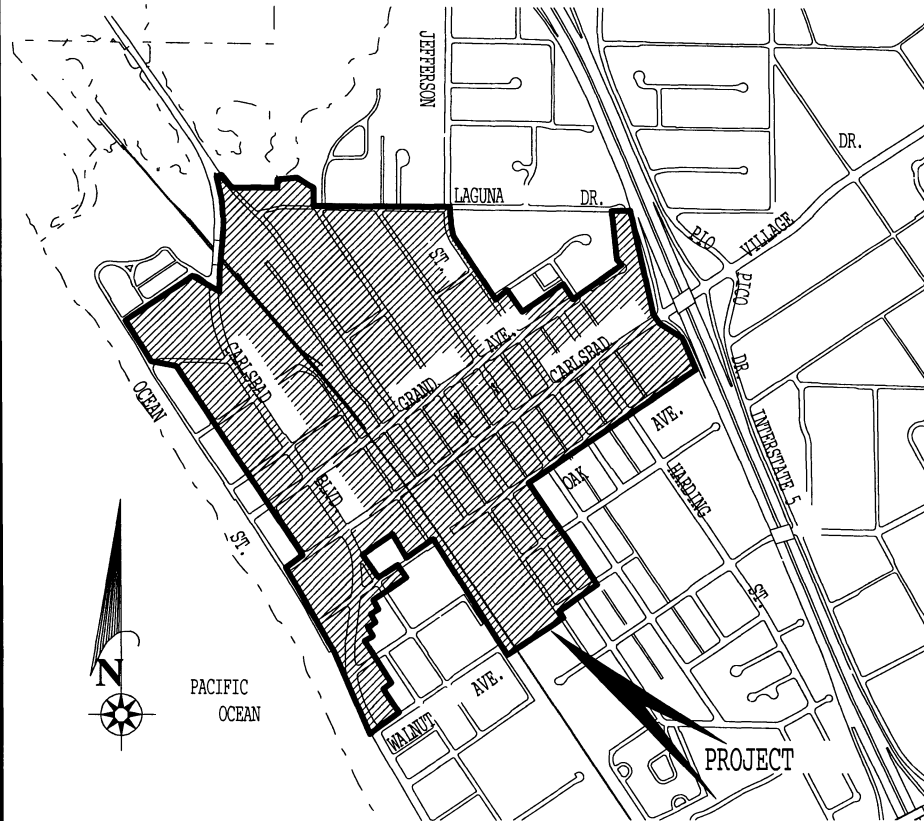 JEFFERSON
ST.
LAGUNA DR.
DR.
PIO PICO DR.
VILLAGE
GRAND AVE.
CARLSBAD
CARLSBAD
BLVD
OCEAN
ST.
OAK AVE.
HARDING
ST.
INTERSTATE 5
WALNUT AVE.
N
PACIFIC
OCEAN
PROJECT